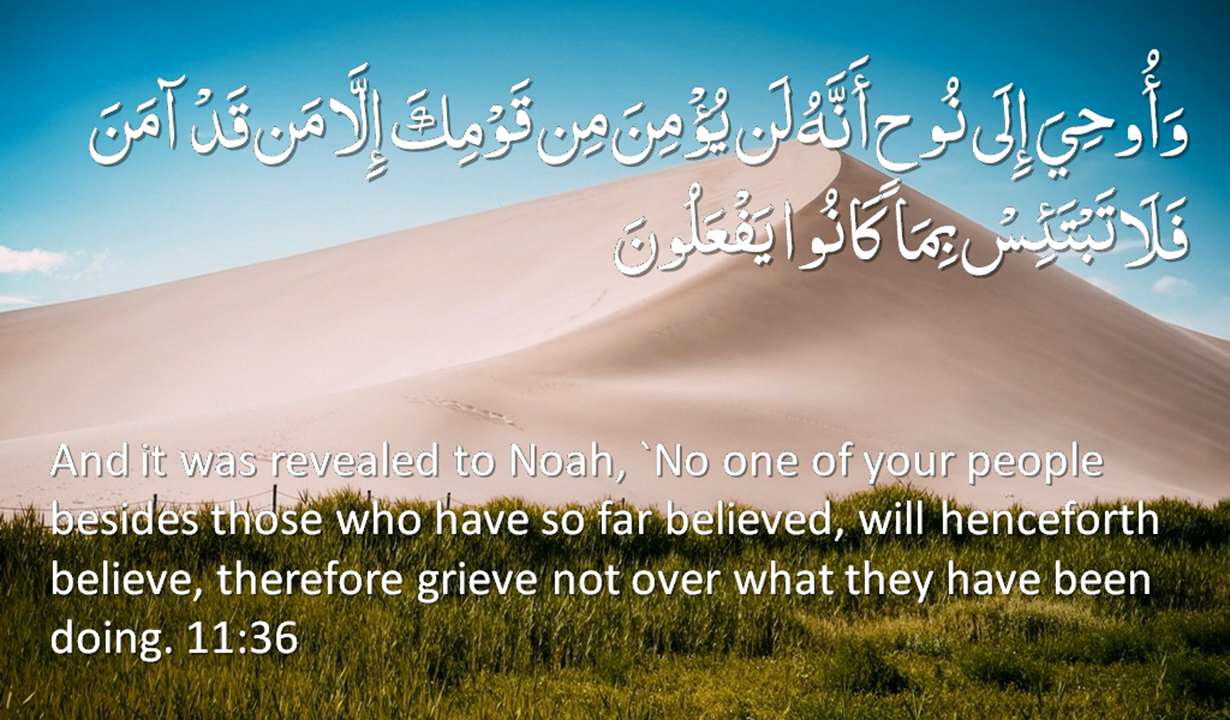 وَأُوحِيَ إِلَى نُوحٍ أَنَّهُ لَن يُؤْمِنَ مِن قَوْمِكَ إِلَّا مَن قَدْ آمَنَ
فَلَا تَبْتَئِسْ بِمَا كَانُوا يَفْعَلُونَ
And it was revealed to Noah, `No one of your people
besides those who have so far believed, will henceforth
believe, therefore grieve not over what they have been
doing. 11:36